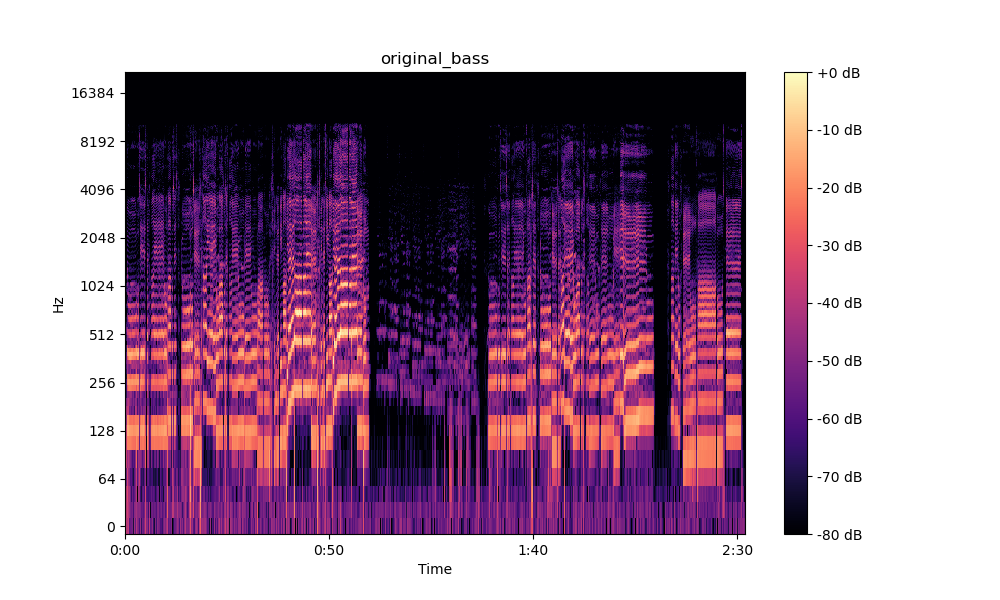 original_bass
Hz
16384
8192
4096
2048
1024
512
256
128
64
0
0:00 0:50 1:40 2:30
Time
+0 dB
-10 dB
-20 dB
-30 dB
-40 dB
-50 dB
-60 dB
-70 dB
-80 dB